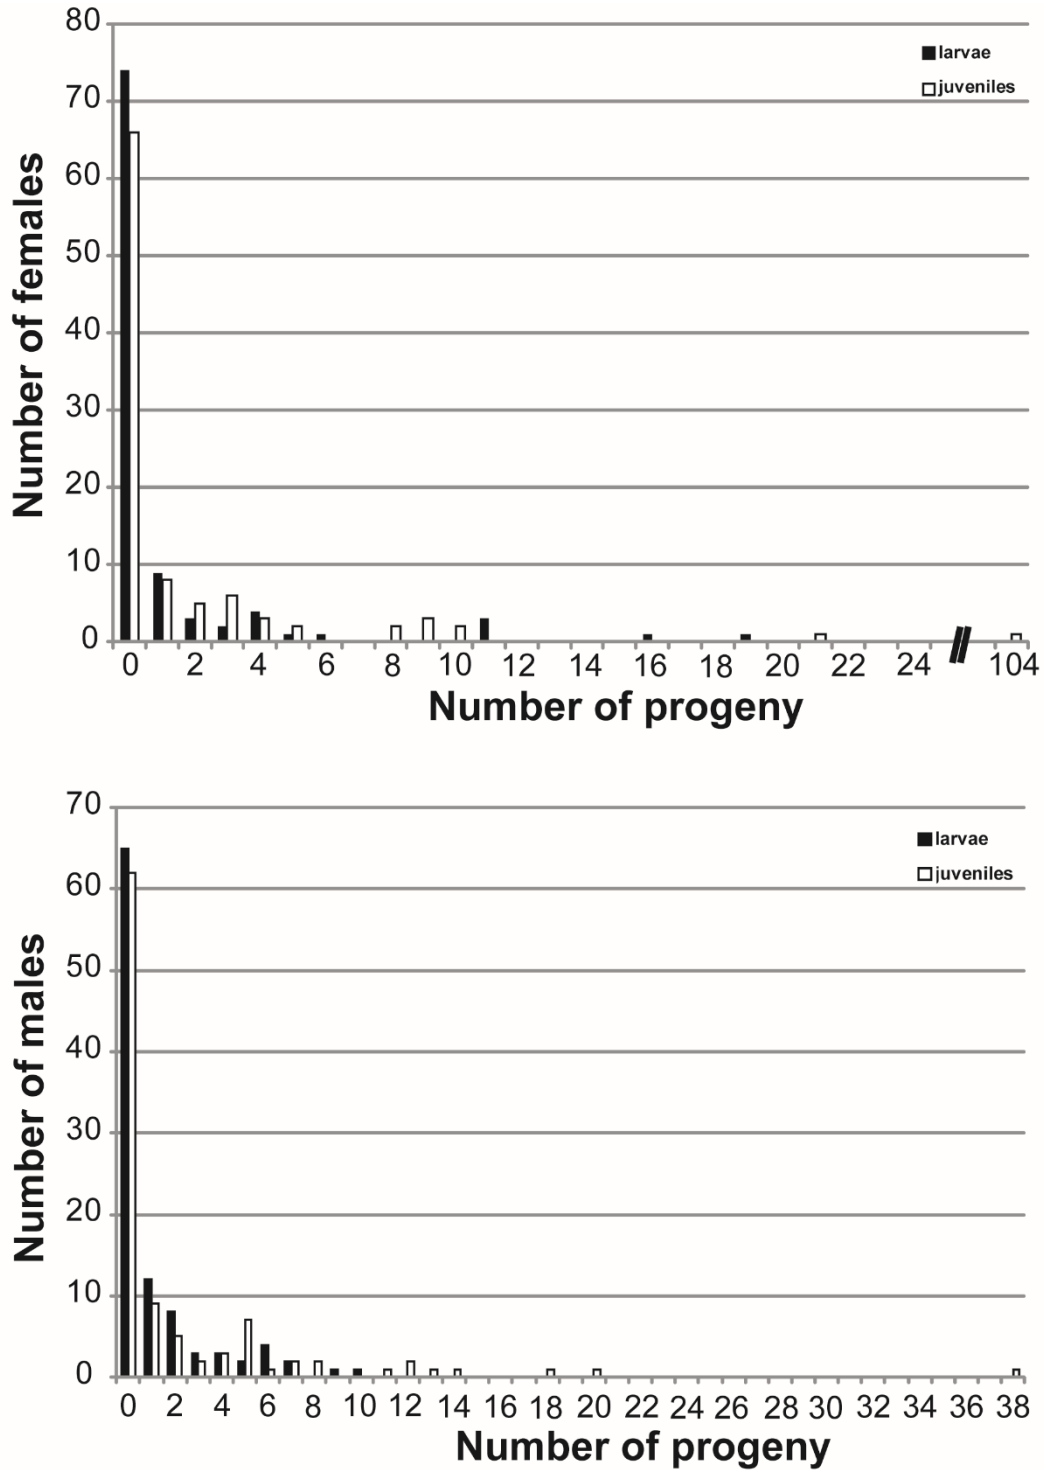 80
70
60
50
40
30
20
10
0
Number of females
larvae
juveniles
0 2 4 6 8 10 12 14 16 18 20 22 24 104
Number of progeny
70
60
50
40
30
20
10
0
Number of males
larvae
juveniles
0 2 4 6 8 10 12 14 16 18 20 22 24 26 28 30 32 34 36 38
Number of progeny